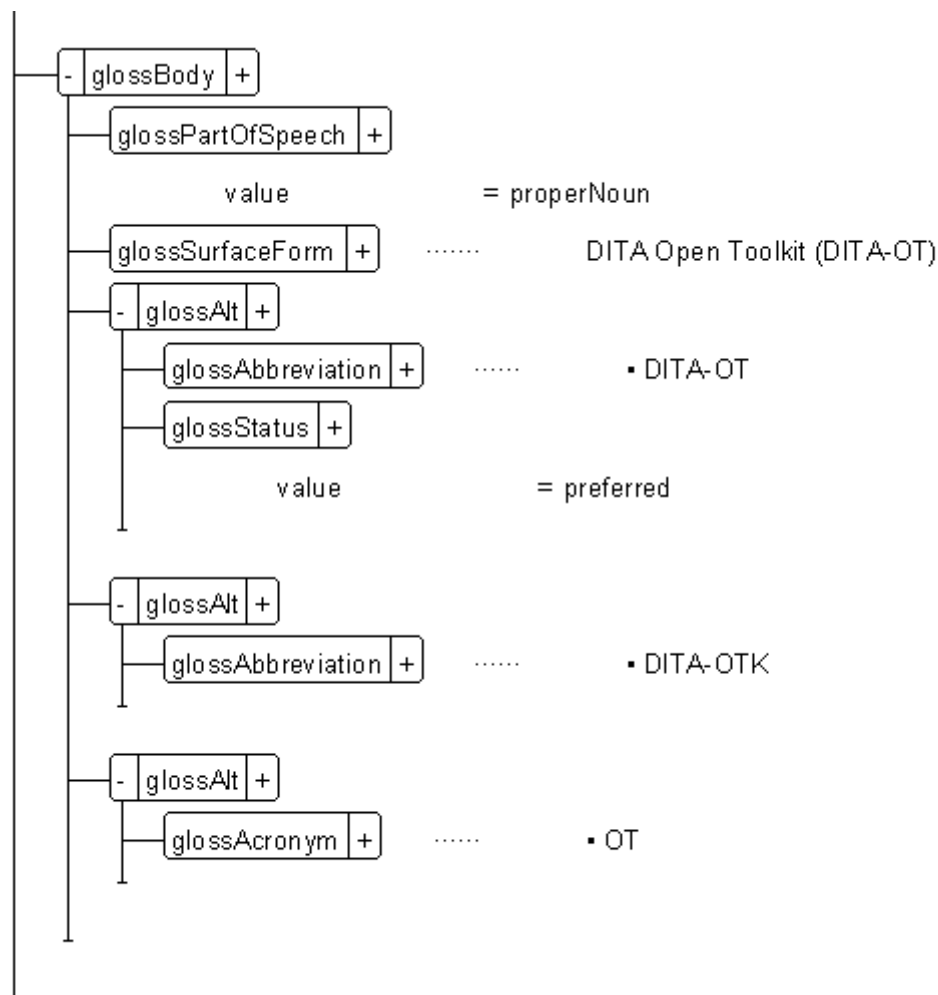 - glossBody +
glossPartOfSpeech +
value = properNoun
glossSurfaceForm + ....... DITA Open Toolkit (DITA-OT)
- glossAlt +
glossAbbreviation + ...... ▪ DITA-OT
glossStatus +
value = preferred
- glossAlt +
glossAbbreviation + ...... ▪ DITA-OTK
- glossAlt +
glossAcronym + ...... ▪ OT